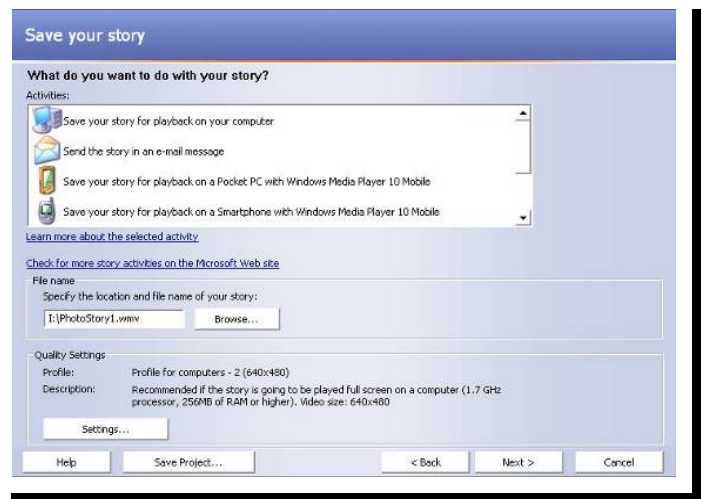 Save your story
What do you want to do with your story?
Activities:
Save your story for playback on your computer
Send the story in an e-mail message
Save your story for playback on a Pocket PC with Windows Media Player 10 Mobile
Save your story for playback on a Smartphone with Windows Media Player 10 Mobile
Learn more about the selected activity
Check for more story activities on the Microsoft Web site
File name
Specify the location and file name of your story:
I:\PhotoStory1.wmv Browse...
Quality Settings
Profile: Profile for computers - 2 (640x480)
Description: Recommended if the story is going to be played full screen on a computer (1.7 GHz
processor, 256MB of RAM or higher). Video size: 640x480
Settings...
Help Save Project... < Back Next > Cancel